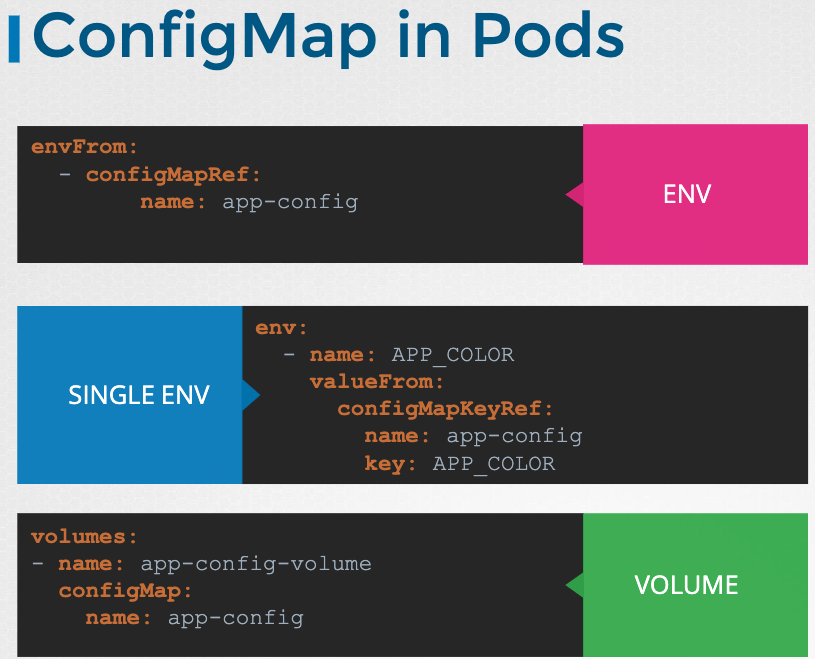 ConfigMap in Pods
envFrom:
  - configMapRef:
        name: app-config
ENV
SINGLE ENV
env:
  - name: APP_COLOR
    valueFrom:
      configMapKeyRef:
        name: app-config
        key: APP_COLOR
volumes:
- name: app-config-volume
  configMap:
    name: app-config
VOLUME